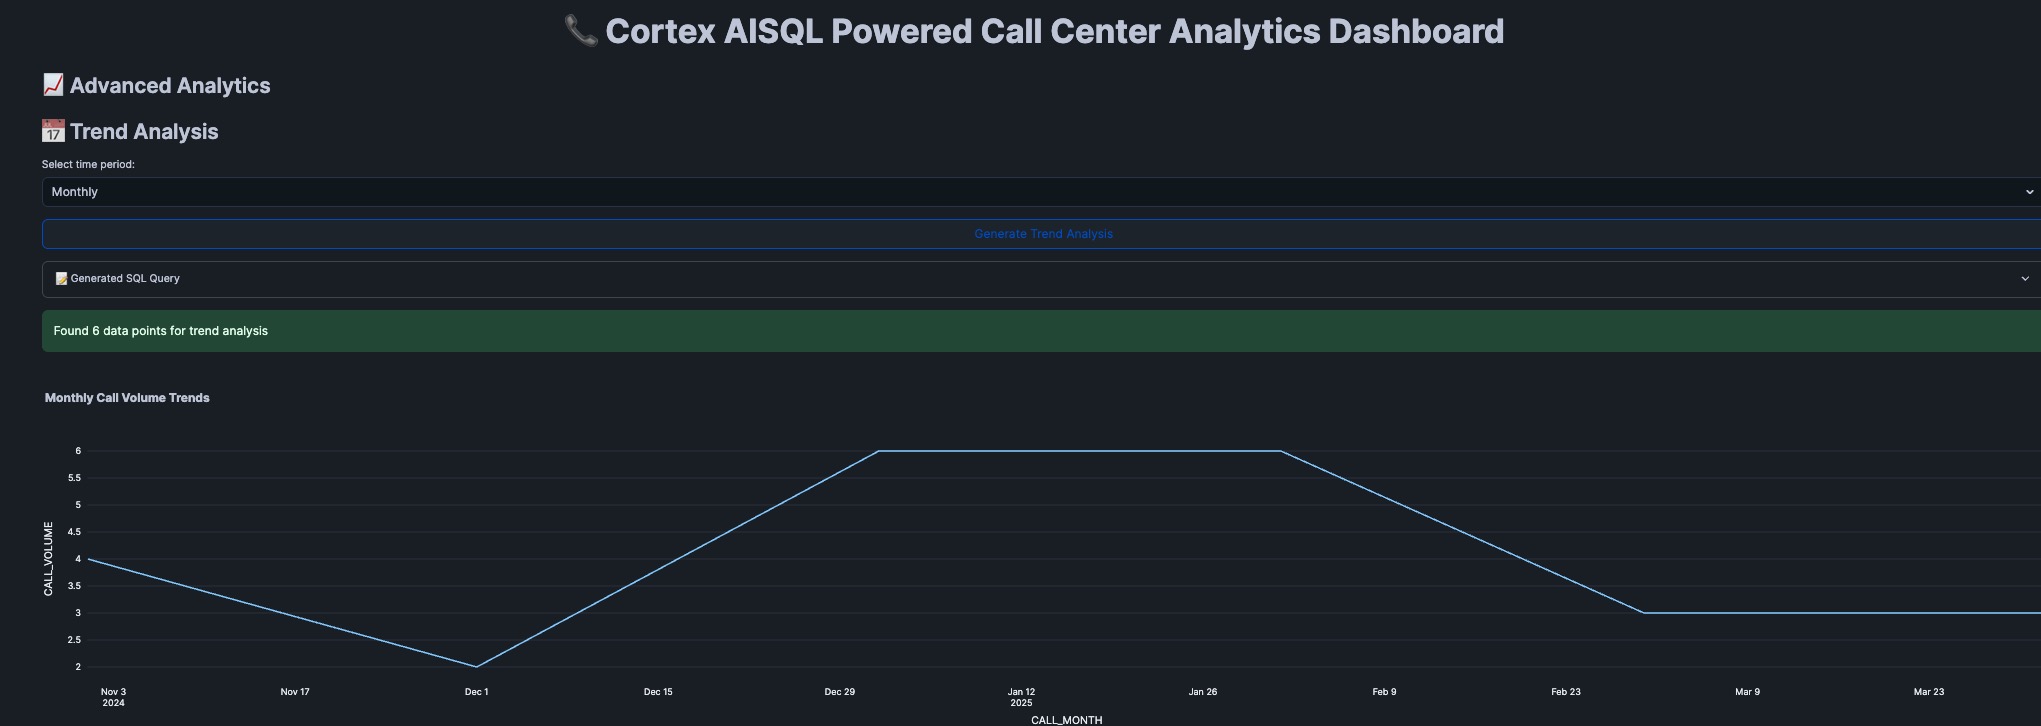 Cortex AISQL Powered Call Center Analytics Dashboard
Advanced Analytics
17
Trend Analysis
Select time period:
Monthly
Generate Trend Analysis
Generated SQL Query
Found 6 data points for trend analysis
Monthly Call Volume Trends
CALL_VOLUME
6
5.5
5
4.5
4
3.5
3
2.5
2
Nov 3 Nov 17 Dec 1 Dec 15 Dec 29 Jan 12 Jan 26 Feb 9 Feb 23 Mar 9 Mar 23
2024 2025
CALL_MONTH